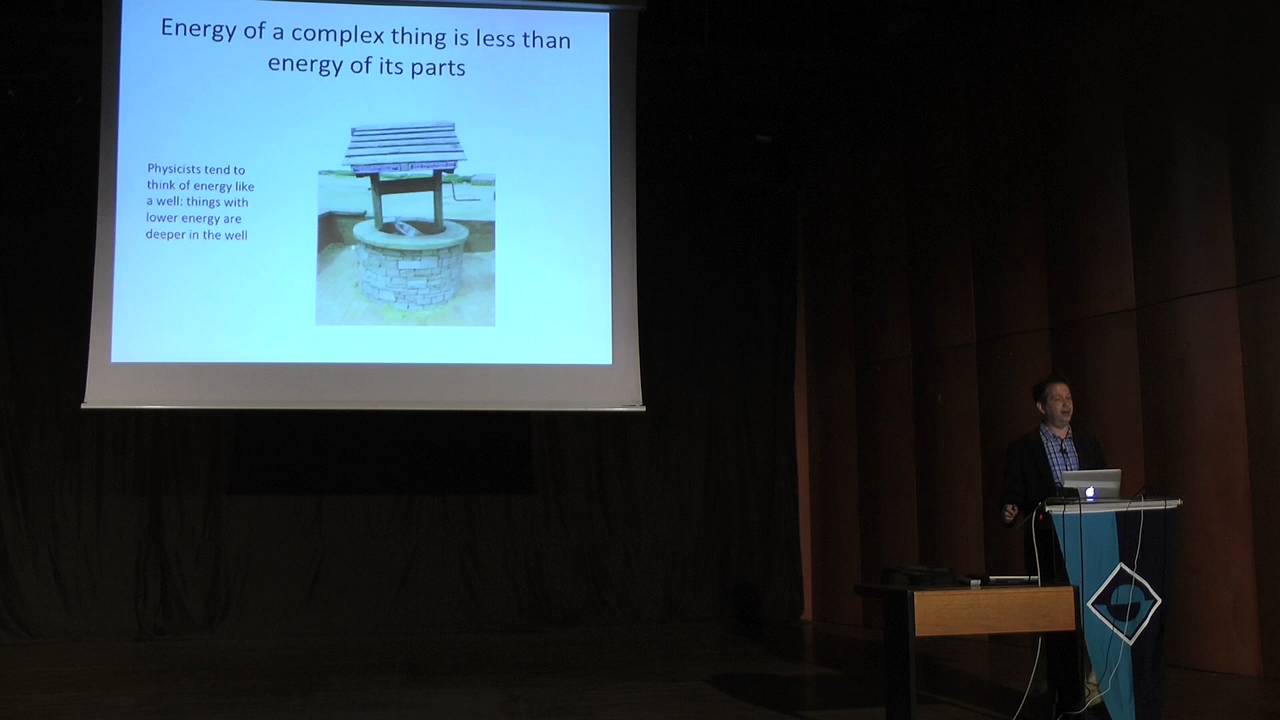 Energy of a complex thing is less than
energy of its parts
Physicists tend to
think of energy like
a well: things with
lower energy are
deeper in the well